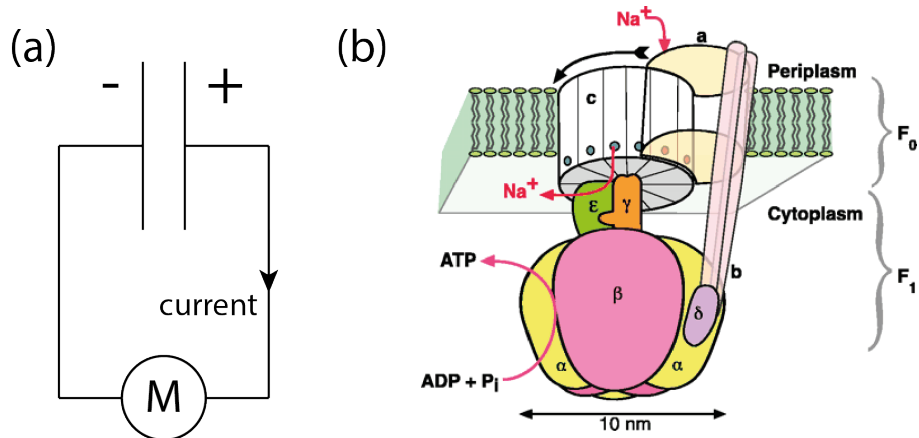 (a)
- +
current
M
(b)
Na+
a
Periplasm
c
F0
Na+
ε γ
Cytoplasm
ATP
β
b
F1
δ
α α
ADP + Pi
10 nm